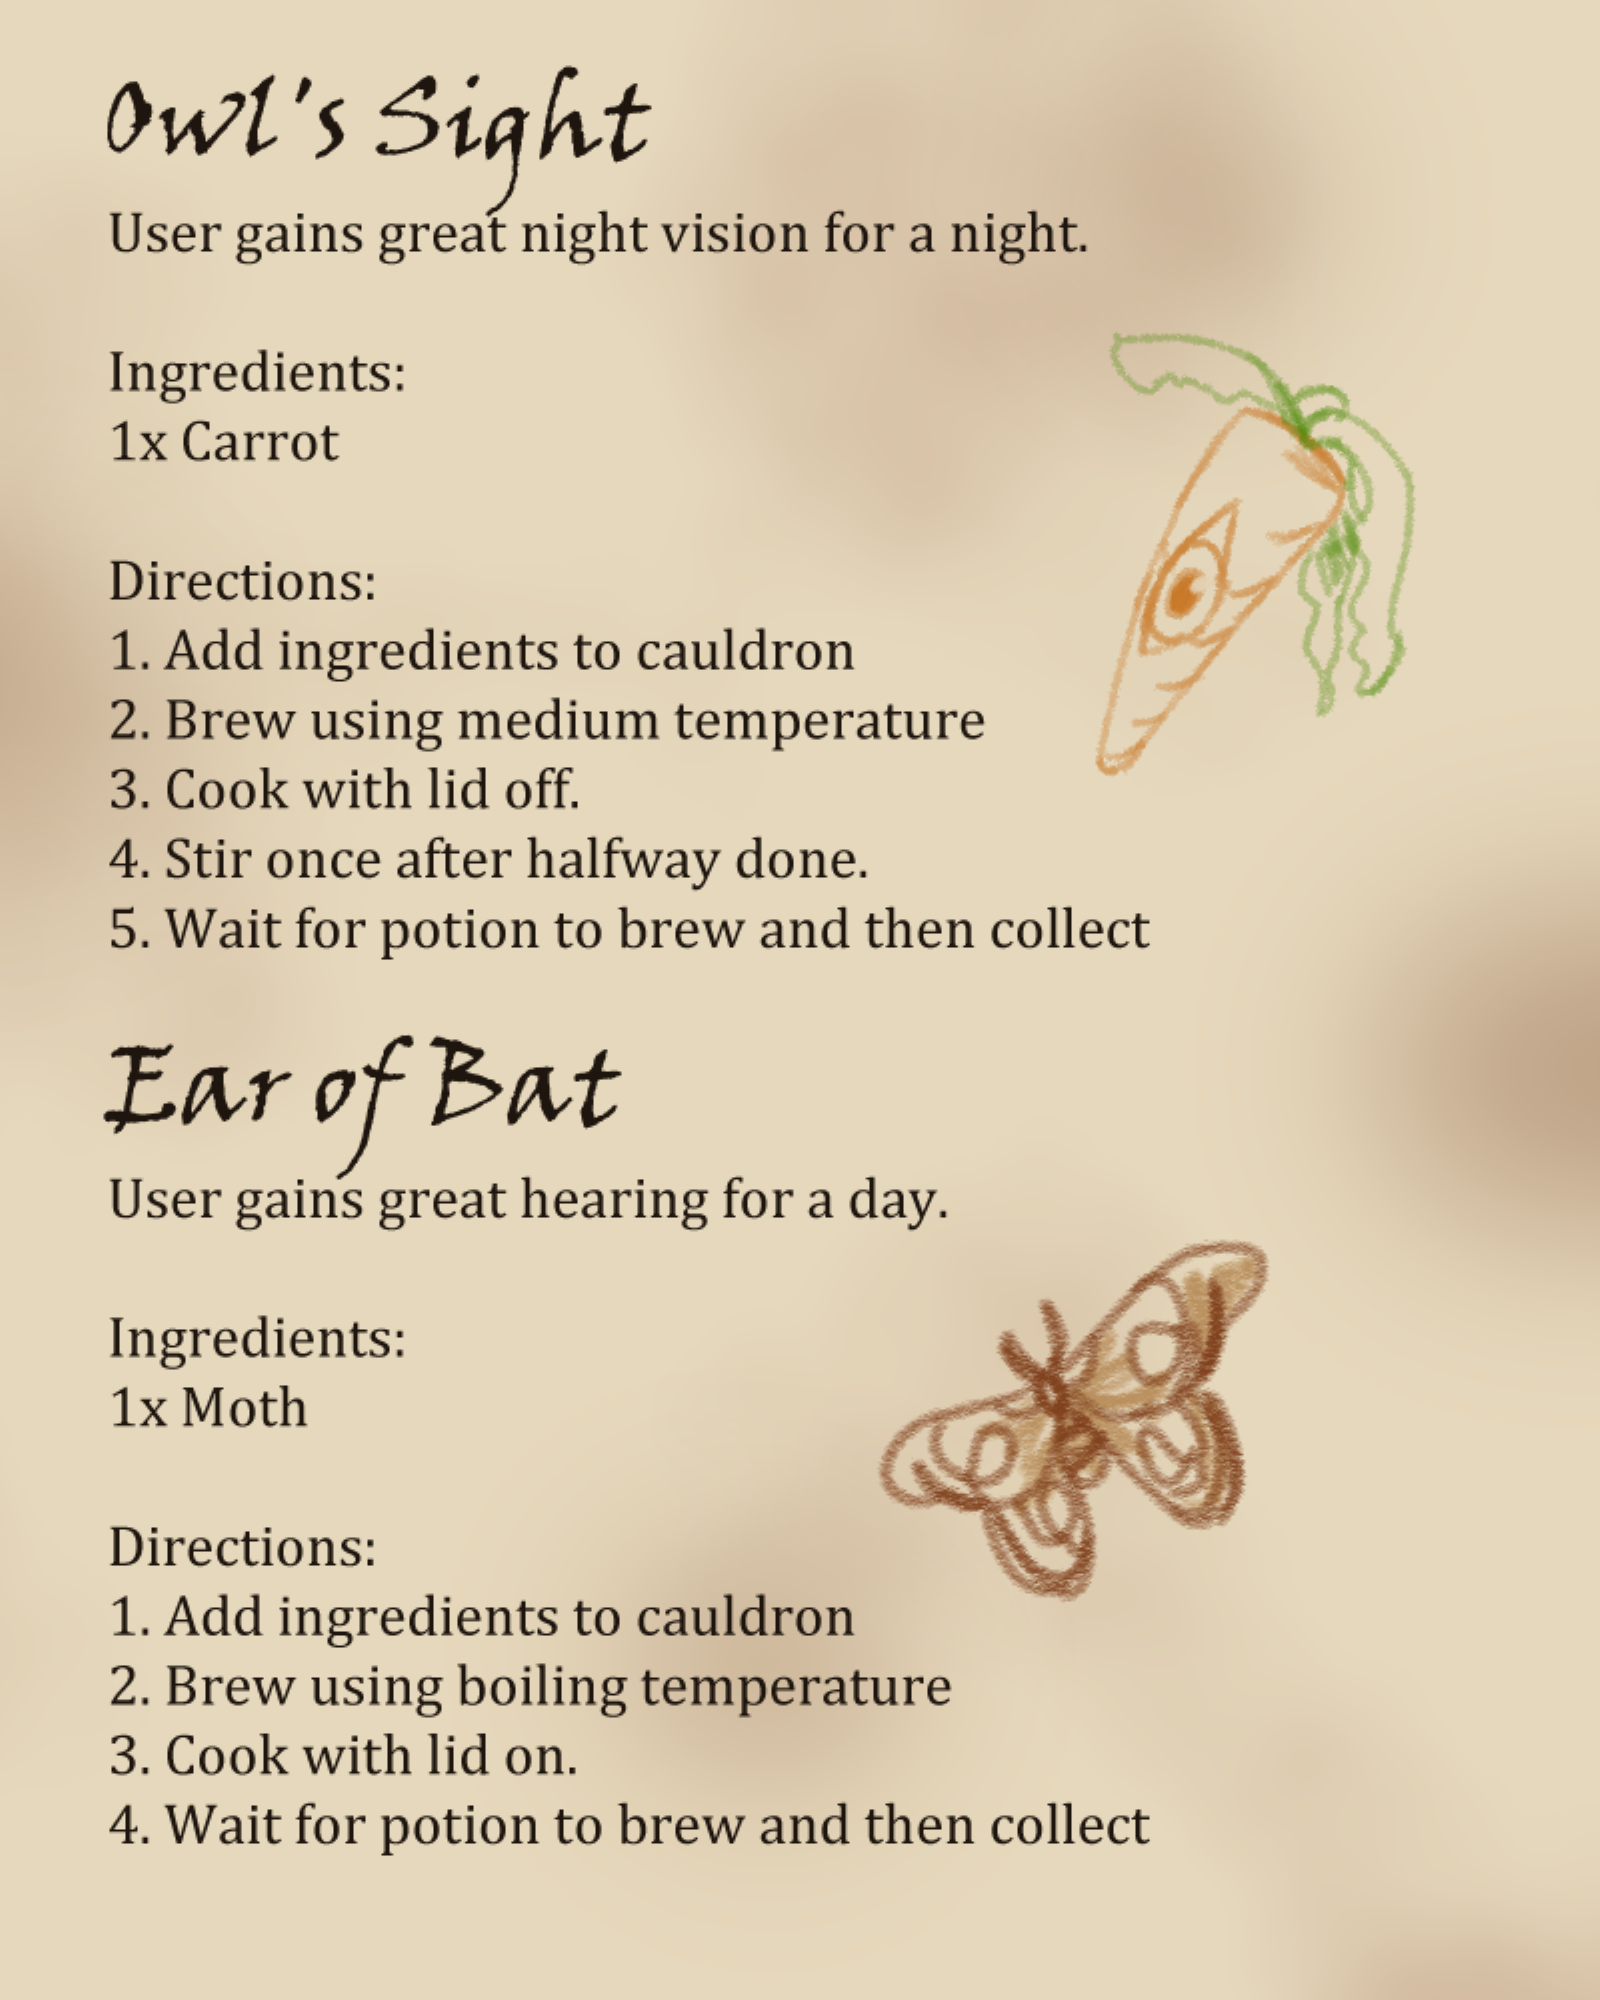 Owl's Sight
User gains great night vision for a night.
Ingredients:
1x Carrot
Directions:
1. Add ingredients to cauldron
2. Brew using medium temperature
3. Cook with lid off.
4. Stir once after halfway done.
5. Wait for potion to brew and then collect
Ear of Bat
User gains great hearing for a day.
Ingredients:
1x Moth
Directions:
1. Add ingredients to cauldron
2. Brew using boiling temperature
3. Cook with lid on.
4. Wait for potion to brew and then collect